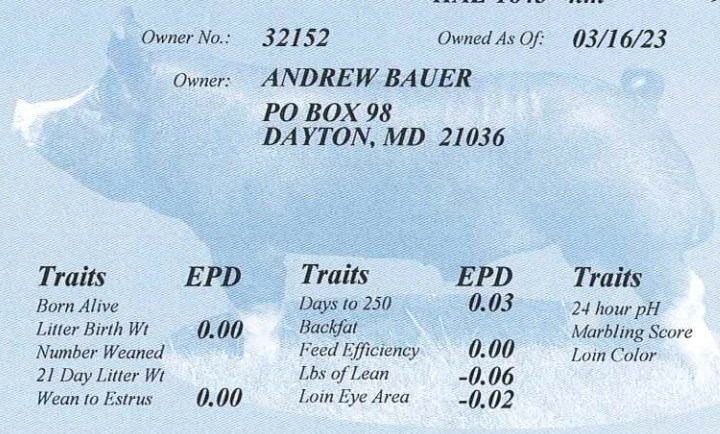 Owner No.: 32152 Owned As Of: 03/16/23
Owner: ANDREW BAUER
PO BOX 98
DAYTON, MD 21036
Traits EPD Traits EPD Traits
Born Alive Days to 250 0.03 24 hour pH
Litter Birth Wt 0.00 Backfat Marbling Score
Number Weaned Feed Efficiency 0.00 Loin Color
21 Day Litter Wt Lbs of Lean -0.06
Wean to Estrus 0.00 Loin Eye Area -0.02